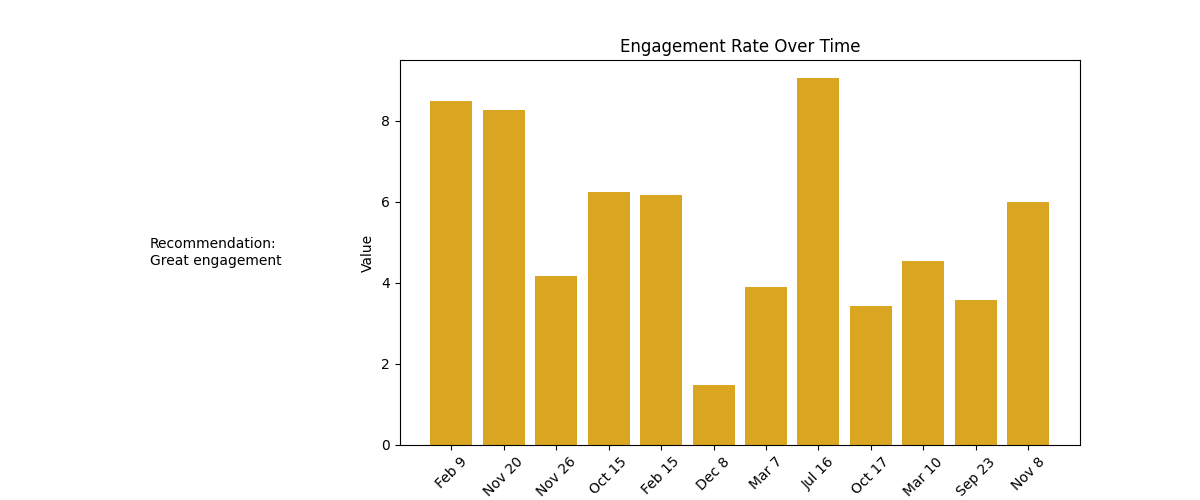 Engagement Rate Over Time
Recommendation:
Great engagement
Value
8
6
4
2
0
Feb 9
Nov 20
Nov 26
Oct 15
Feb 15
Dec 8
Mar 7
Jul 16
Oct 17
Mar 10
Sep 23
Nov 8